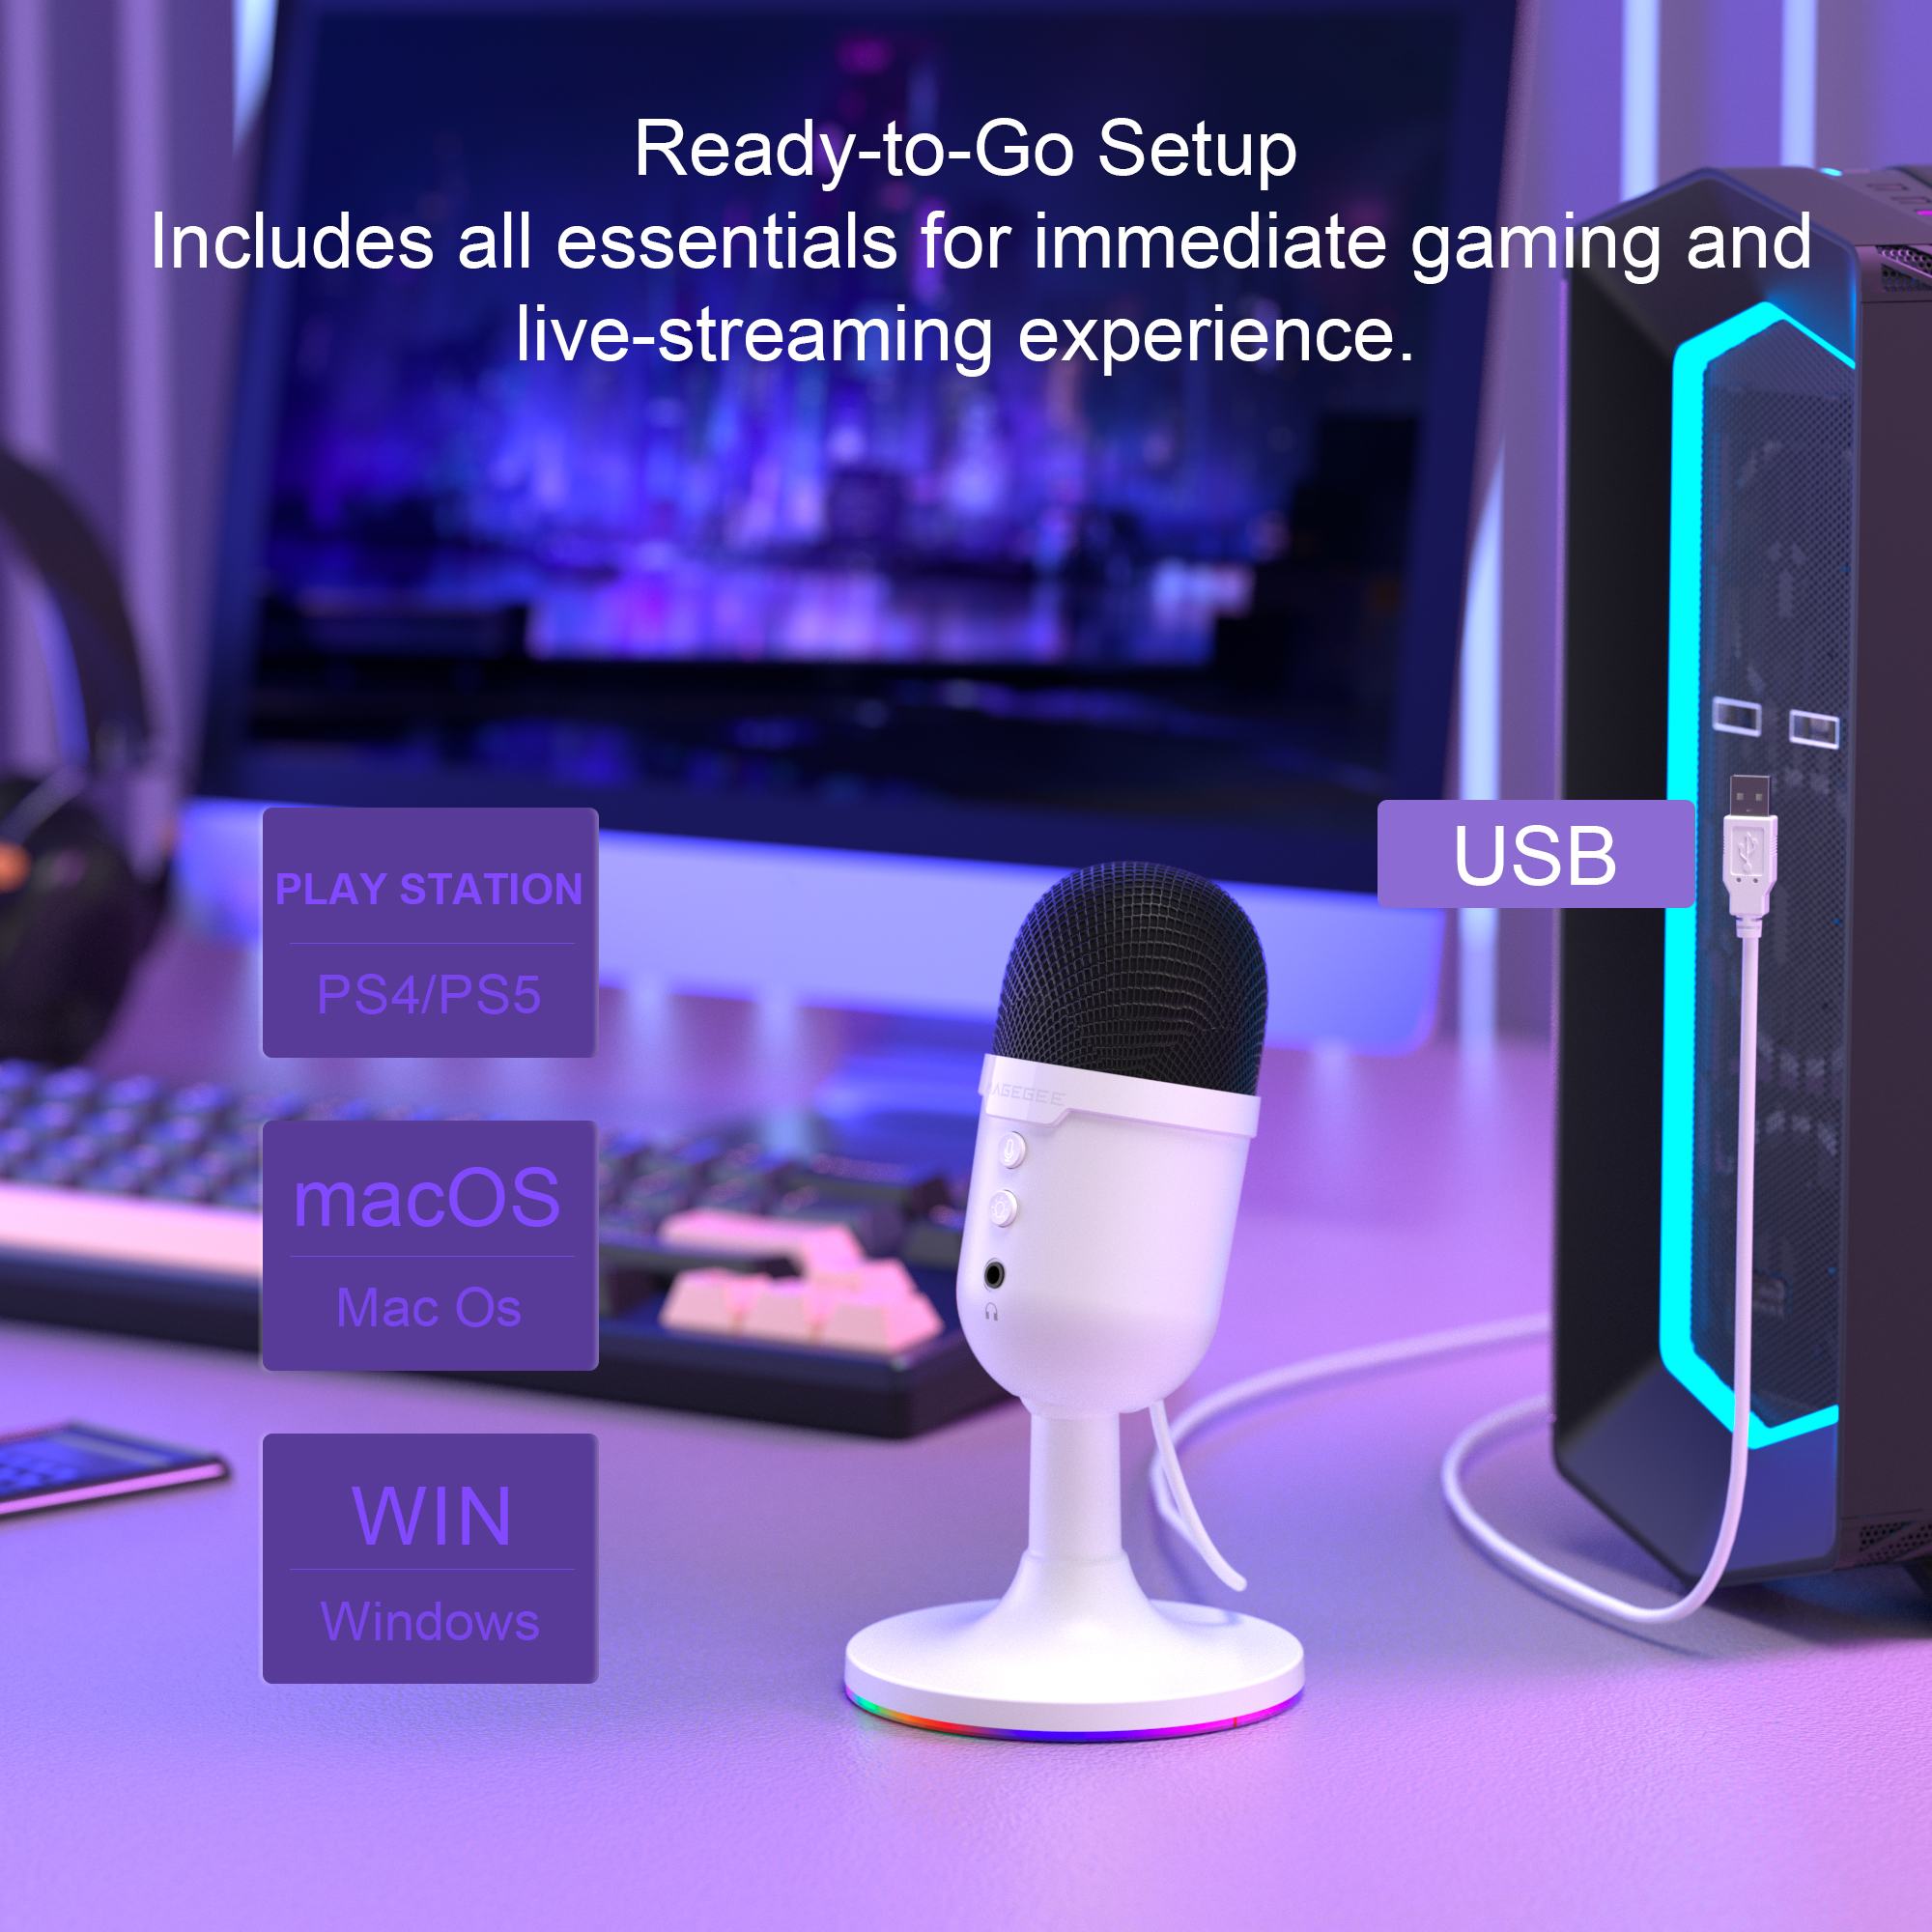 Ready-to-Go Setup
Includes all essentials for immediate gaming and
live-streaming experience.
USB
PLAY STATION
PS4/PS5
macOS
Mac Os
WIN
Windows